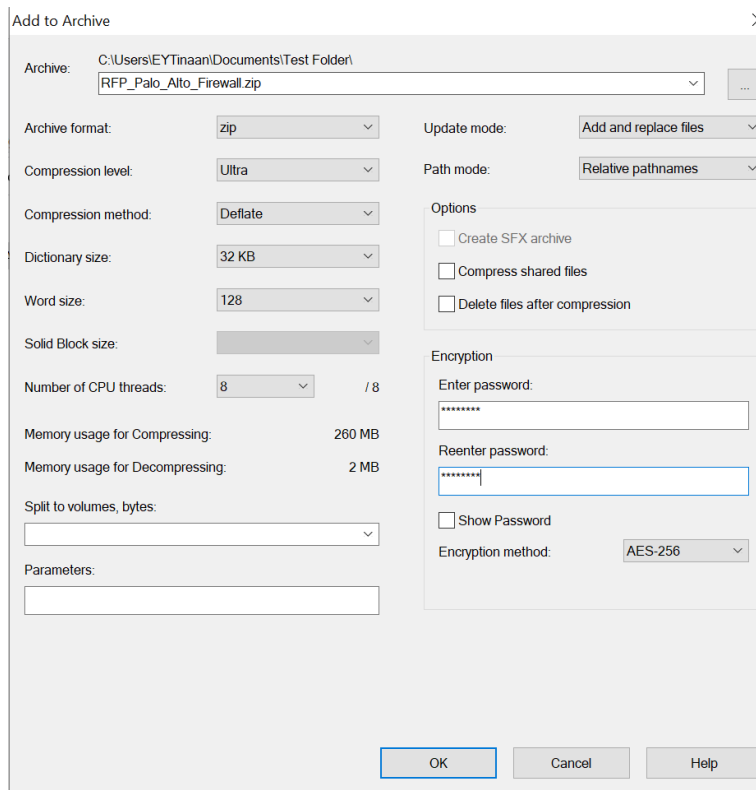 Add to Archive
Archive:
C:\Users\EYTinaan\Documents\Test Folder\
RFP_Palo_Alto_Firewall.zip
...
Archive format:
zip
Compression level:
Ultra
Compression method:
Deflate
Dictionary size:
32 KB
Word size:
128
Solid Block size:
Number of CPU threads:
8
/ 8
Memory usage for Compressing:
260 MB
Memory usage for Decompressing:
2 MB
Split to volumes, bytes:
Parameters:
Update mode:
Add and replace files
Path mode:
Relative pathnames
Options
Create SFX archive
Compress shared files
Delete files after compression
Encryption
Enter password:
********
Reenter password:
********
Show Password
Encryption method:
AES-256
OK
Cancel
Help